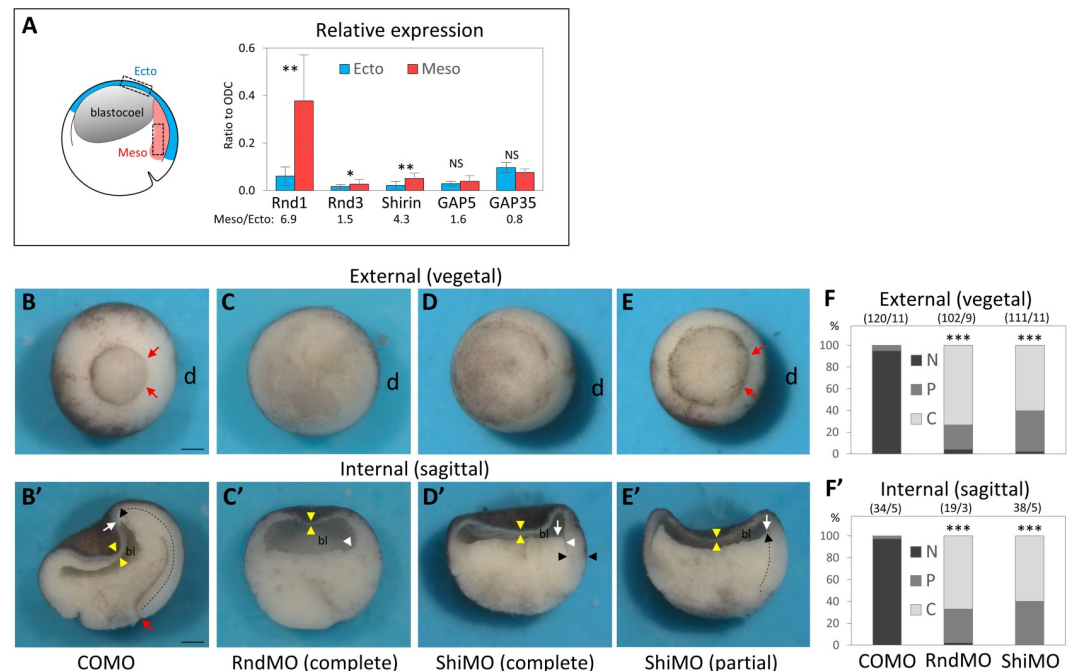 A
Relative expression
Ecto
blastocoel
Meso
Ratio to ODC
0.6
0.4
0.2
0.0
** * ** NS NS
Ecto Meso
Rnd1 Rnd3 Shirin GAP5 GAP35
Meso/Ecto: 6.9 1.5 4.3 1.6 0.8
External (vegetal)
B C D E
d d d
Internal (sagittal)
B′ C′ D′ E′
bl bl bl bl
COMO RndMO (complete) ShiMO (complete) ShiMO (partial)
F External (vegetal)
(120/11) (102/9) (111/11)
%
*** ***
100
80
60
40
20
0
N
P
C
F′ Internal (sagittal)
(34/5) (19/3) 38/5)
%
*** ***
100
80
60
40
20
0
N
P
C
COMO RndMO ShiMO